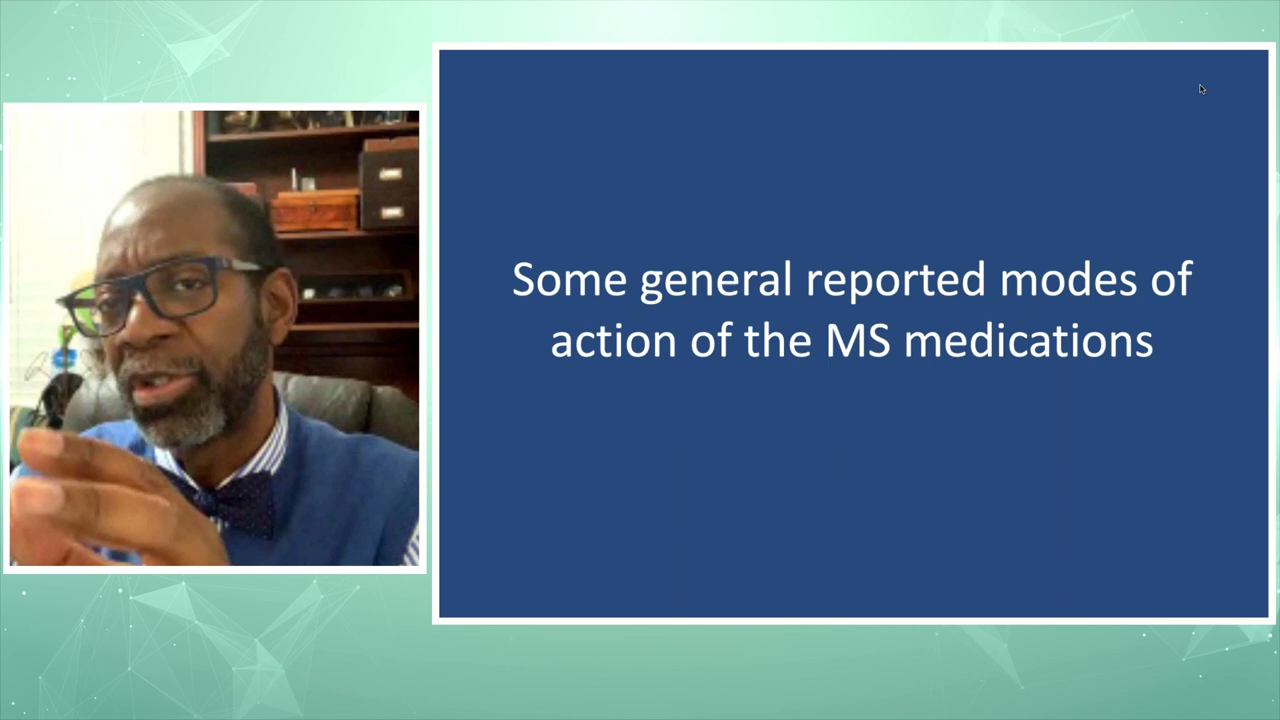 Some general reported modes of
action of the MS medications